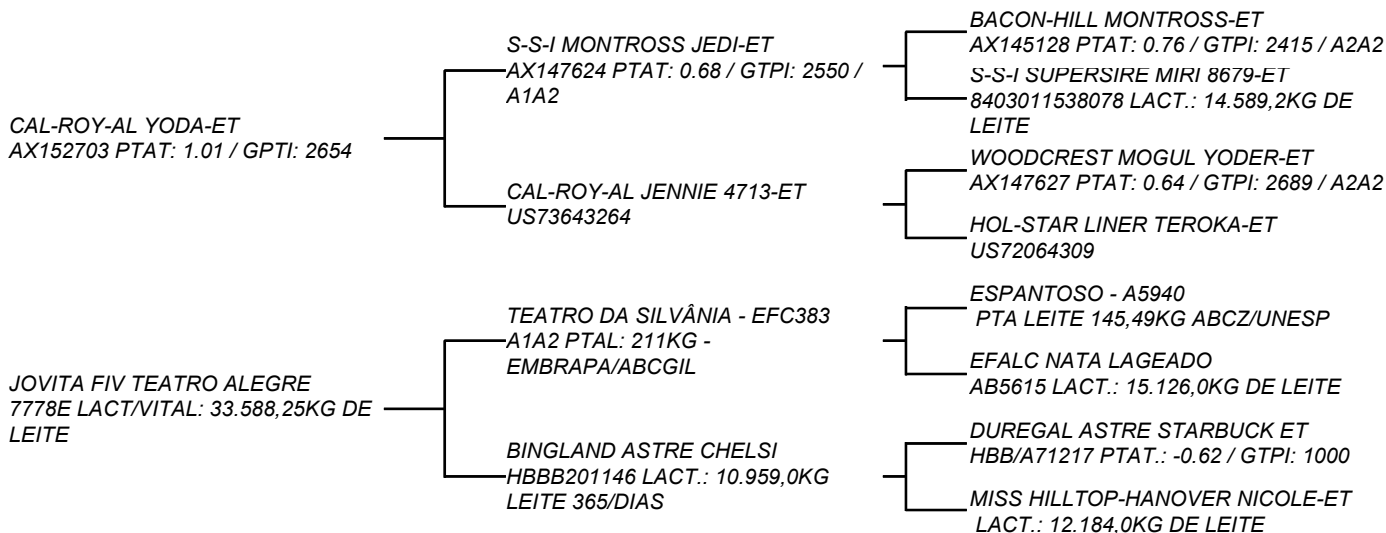 CAL-ROY-AL YODA-ET
AX152703 PTAT: 1.01 / GPTI: 2654
JOVITA FIV TEATRO ALEGRE
7778E LACT/VITAL: 33.588,25KG DE
LEITE
S-S-I MONTROSS JEDI-ET
AX147624 PTAT: 0.68 / GTPI: 2550 /
A1A2
CAL-ROY-AL JENNIE 4713-ET
US73643264
TEATRO DA SILVÂNIA - EFC383
A1A2 PTAL: 211KG -
EMBRAPA/ABCGIL
BINGLAND ASTRE CHELSI
HBBB201146 LACT.: 10.959,0KG
LEITE 365/DIAS
BACON-HILL MONTROSS-ET
AX145128 PTAT: 0.76 / GTPI: 2415 / A2A2
S-S-I SUPERSIRE MIRI 8679-ET
8403011538078 LACT.: 14.589,2KG DE
LEITE
WOODCREST MOGUL YODER-ET
AX147627 PTAT: 0.64 / GTPI: 2689 / A2A2
HOL-STAR LINER TEROKA-ET
US72064309
ESPANTOSO - A5940
PTA LEITE 145,49KG ABCZ/UNESP
EFALC NATA LAGEADO
AB5615 LACT.: 15.126,0KG DE LEITE
DUREGAL ASTRE STARBUCK ET
HBB/A71217 PTAT.: -0.62 / GTPI: 1000
MISS HILLTOP-HANOVER NICOLE-ET
LACT.: 12.184,0KG DE LEITE